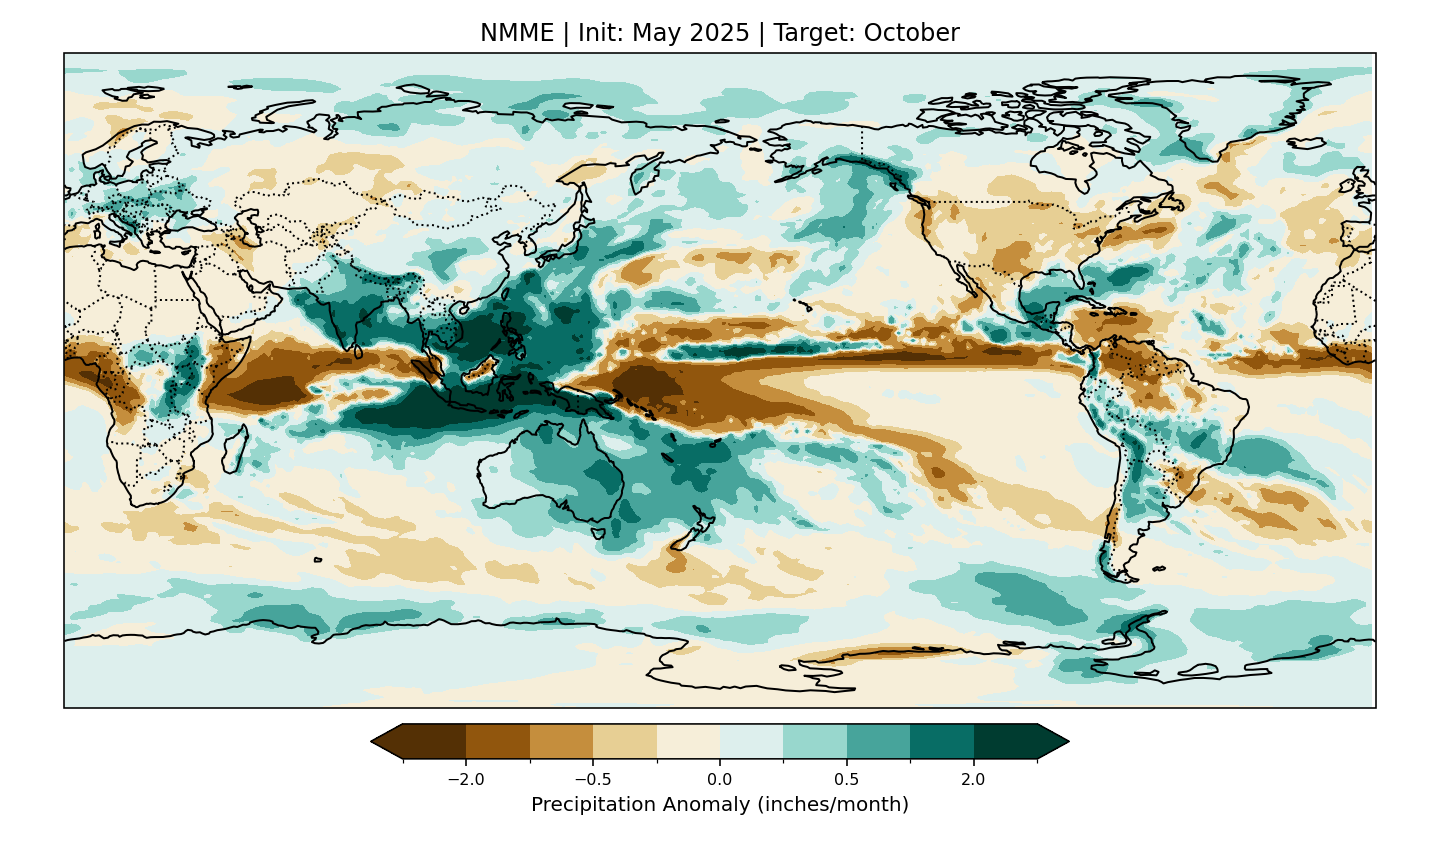 NMME | Init: May 2025 | Target: October
−2.0 −0.5 0.0 0.5 2.0
Precipitation Anomaly (inches/month)